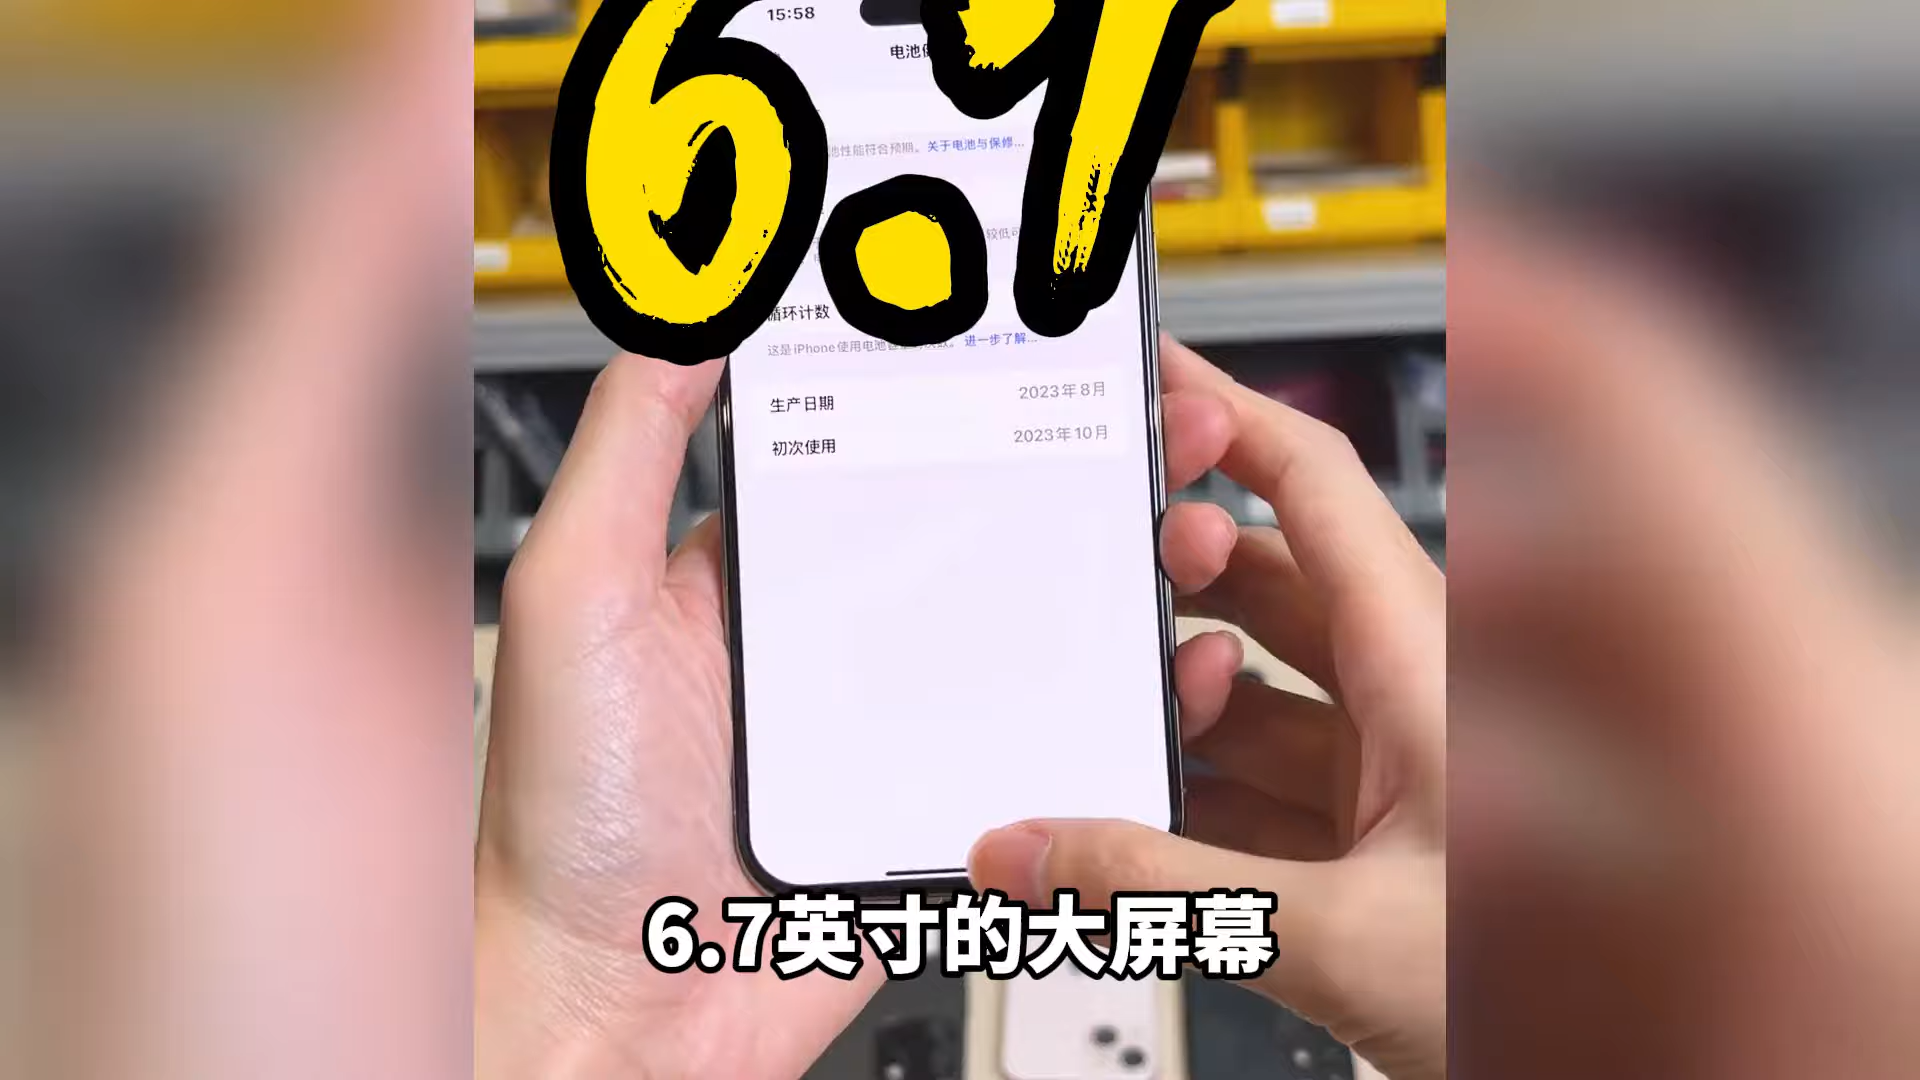 15:58
6.7
电池
池性能符合预期。关于电池与保修...
较低
循环计数
这是iPhone使用电池 进一步了解...
生产日期 2023年8月
初次使用 2023年10月
6.7英寸的大屏幕